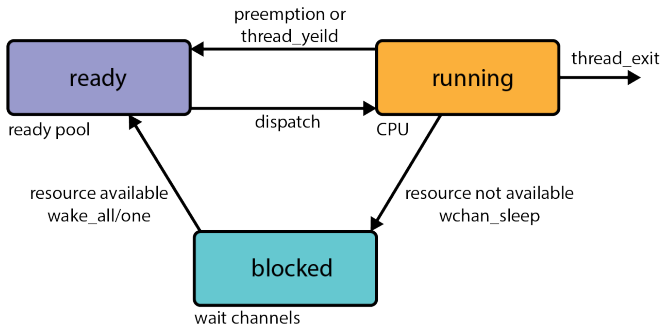 preemption or
thread_yeild
thread_exit
ready
running
ready pool
dispatch
CPU
resource available
wake_all/one
resource not available
wchan_sleep
blocked
wait channels